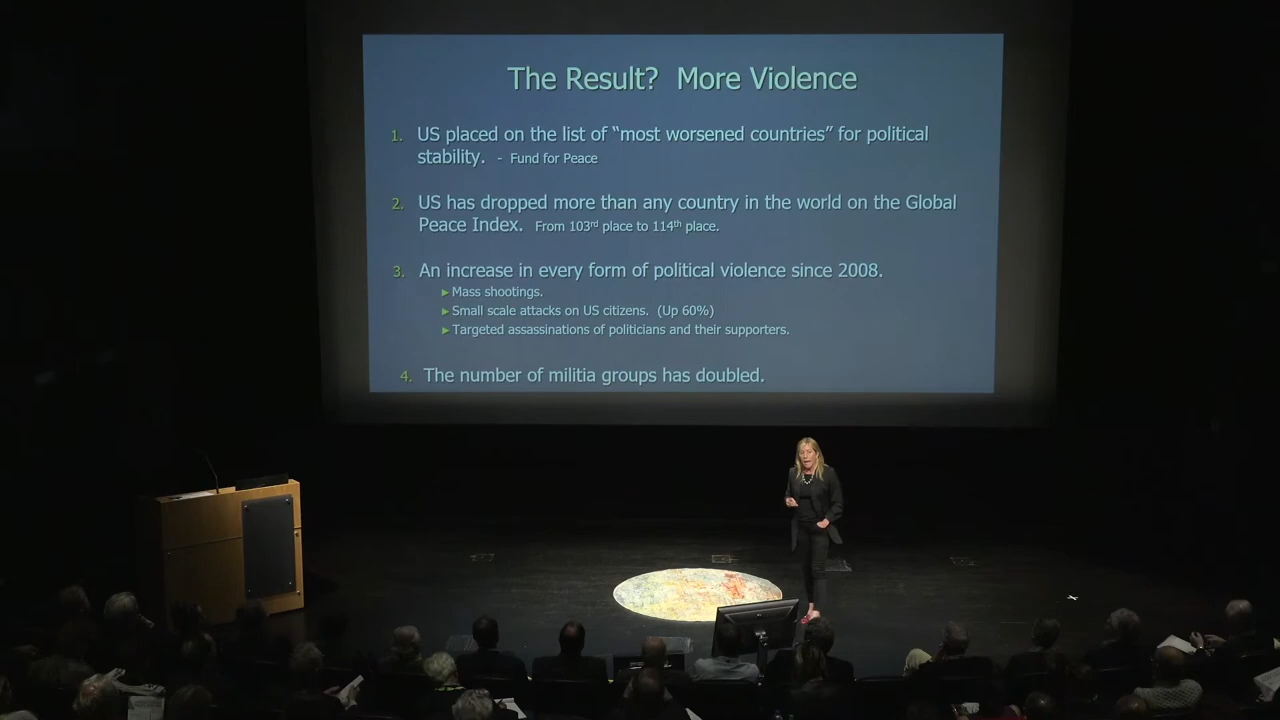 The Result? More Violence
1. US placed on the list of “most worsened countries” for political
stability. - Fund for Peace
2. US has dropped more than any country in the world on the Global
Peace Index. From 103rd place to 114th place.
3. An increase in every form of political violence since 2008.
►Mass shootings.
►Small scale attacks on US citizens. (Up 60%)
►Targeted assassinations of politicians and their supporters.
4. The number of militia groups has doubled.